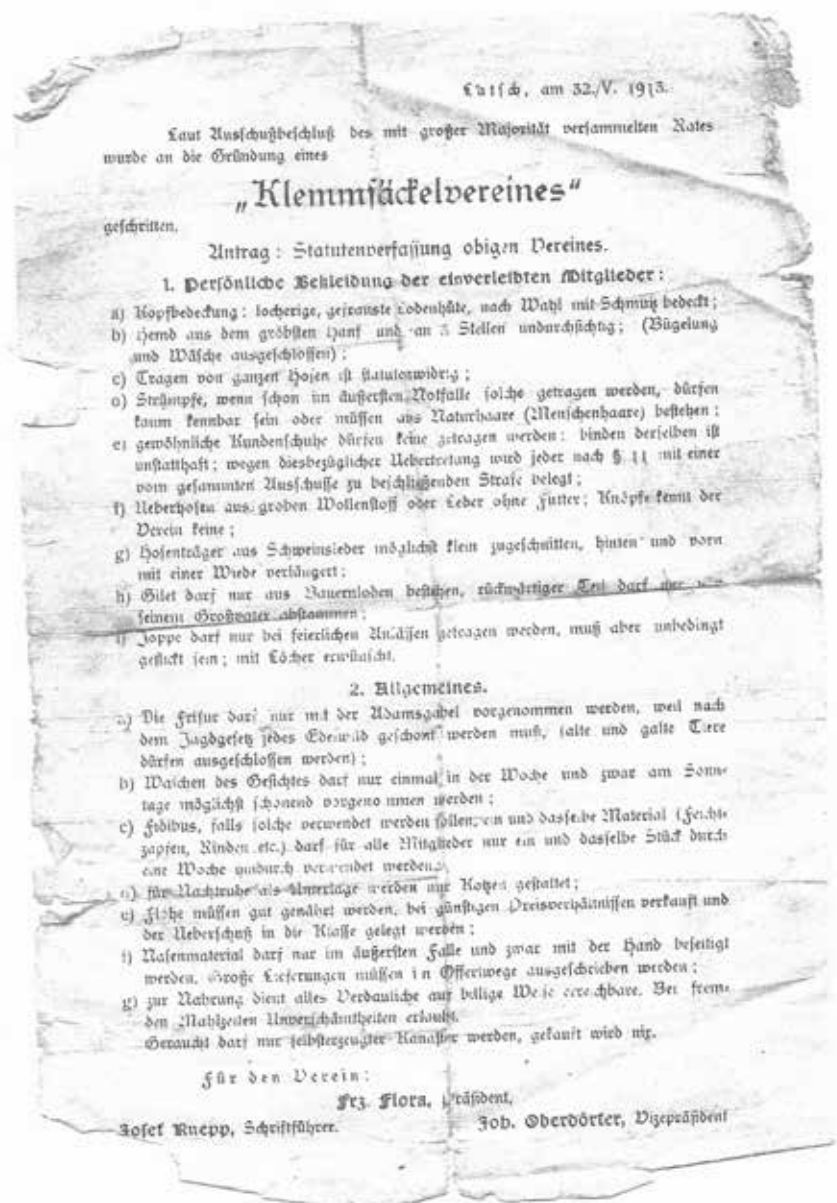 Latsch, am 32./V. 1913.
Laut Ausschußbeschluß des mit großer Majorität versammelten Rates
wurde an die Gründung eines
„Klemmsäckelvereines“
geschritten.
Antrag: Statutenverfassung obigen Vereines.
1. Persönliche Bekleidung der einverleibten Mitglieder:
a) Kopfbedeckung: locherige, gefranste Lodenhüte, nach Wahl mit Schmutz bedeckt;
b) Hemd aus dem gröbsten Hanf und an 3 Stellen undurchsichtig; (Bügelung
und Wäsche ausgeschlossen);
c) Tragen von ganzen Hosen ist statutenwidrig;
d) Strümpfe, wenn schon im äußersten Notfalle solche getragen werden, dürfen
kaum kennbar sein oder müssen aus Naturhaare (Menschenhaare) bestehen;
e) gewöhnliche Kundenschuhe dürfen keine getragen werden; binden derselben ist
unstatthaft; wegen diesbezüglicher Uebertretung wird jeder nach § 11 mit einer
vom gesammten Ausschusse zu beschließenden Strafe belegt;
f) Ueberhosen aus groben Wollenstoff oder Leder ohne Futter; Knöpfe kennt der
Verein keine;
g) Hosenträger aus Schweinsleder möglichst klein zugeschnitten, hinten und vorn
mit einer Wiede verlängert;
h) Gilet darf nur aus Bauernloden bestehen, rückwärtiger Teil darf nur von
seinem Großvater abstammen;
i) Joppe darf nur bei feierlichen Anlässen getragen werden, muß aber unbedingt
geflickt sein; mit Löcher erwünscht.
2. Allgemeines.
a) Die Frisur darf nur mit der Adamsgabel vorgenommen werden, weil nach
dem Jagdgesetz jedes Edelwild geschont werden muß, (alte und galte Tiere
dürfen ausgeschlossen werden);
b) Waschen des Gesichtes darf nur einmal in der Woche und zwar am Sonn-
tage möglichst schonend vorgenommen werden;
c) Fidibus, falls solche verwendet werden sollen, ein und dasselbe Material (Feicht-
zapfen, Rinden etc.) darf für alle Mitglieder nur ein und dasselbe Stück durch
eine Woche hindurch verwendet werden;
d) für Nachtruhe als Unterlage werden nur Kotzen gestattet;
e) Flöhe müssen gut genährt werden, bei günstigen Preisverhältnissen verkauft und
der Ueberschuß in die Klasse gelegt werden;
f) Nasenmaterial darf nur im äußersten Falle und zwar mit der Hand beseitigt
werden. Große Lieferungen müssen in Offertwege ausgeschrieben werden;
g) zur Nahrung dient alles Verdauliche auf billige Weise erreichbare. Bei frem-
den Mahlzeiten Unverschämtheiten erlaubt.
Geraucht darf nur selbsterzeugter Kanaster werden, gekauft wird nix.
Für den Verein:
Frz. Flora, Präsident,
Josef Ruepp, Schriftführer. Joh. Oberdörfer, Vizepräsident